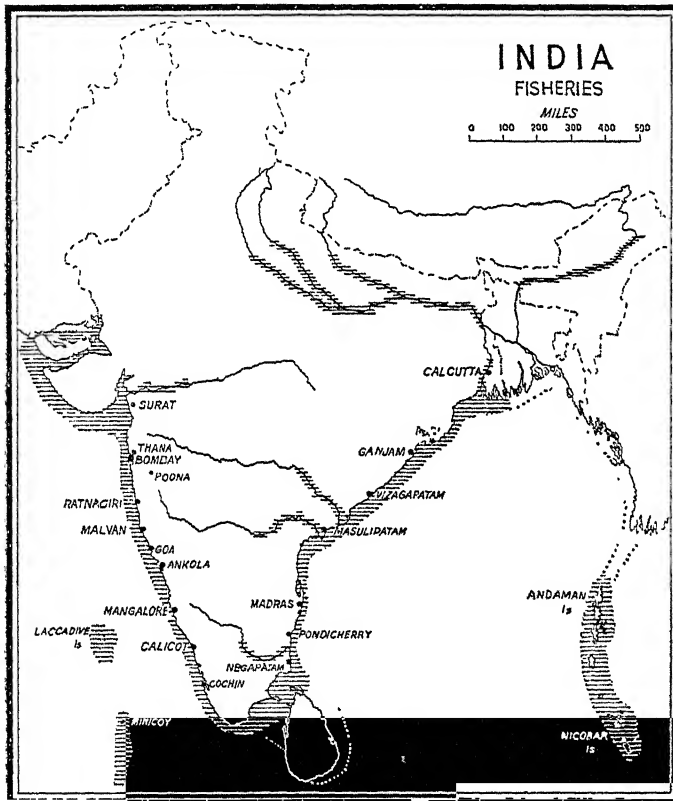 INDIA
FISHERIES
MILES
0 100 200 300 400 500
CALCUTTA
SURAT
THANA
BOMBAY
GANJAM
POONA
VIZAGAPATAM
RATNAGIRI
MALVAN
MASULIPATAM
GOA
ANKOLA
ANDAMAN
Is
MADRAS
MANGALORE
LACCADIVE
Is
PONDICHERRY
CALICOT
NEGAPATAM
COCHIN
MINICOY
NICOBAR
Is